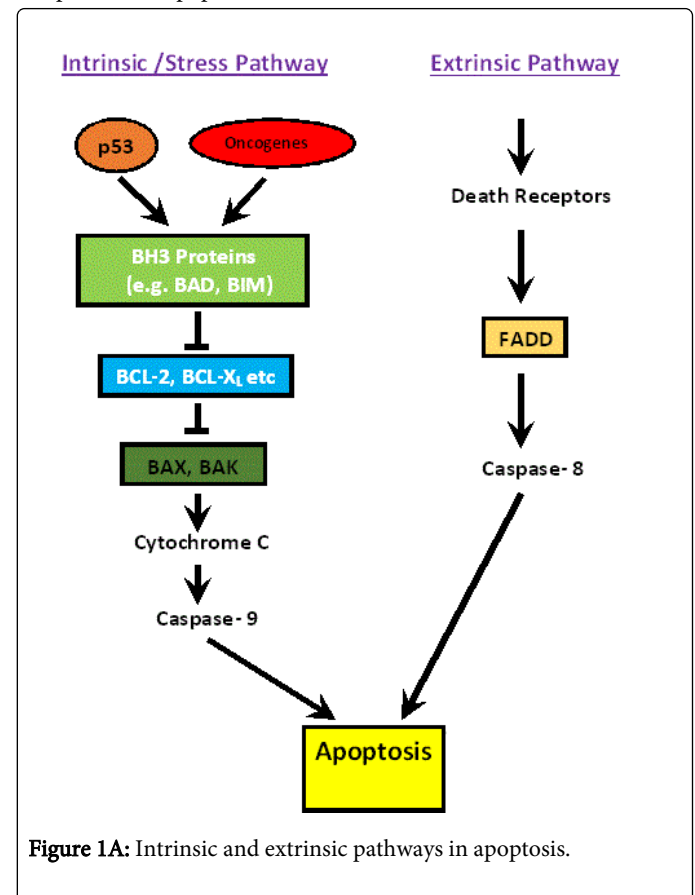 Intrinsic /Stress Pathway
Extrinsic Pathway
p53
Oncogenes
Death Receptors
BH3 Proteins
(e.g. BAD, BIM)
FADD
BCL-2, BCL-XL etc
BAX, BAK
Caspase- 8
Cytochrome C
Caspase- 9
Apoptosis
Figure 1A: Intrinsic and extrinsic pathways in apoptosis.